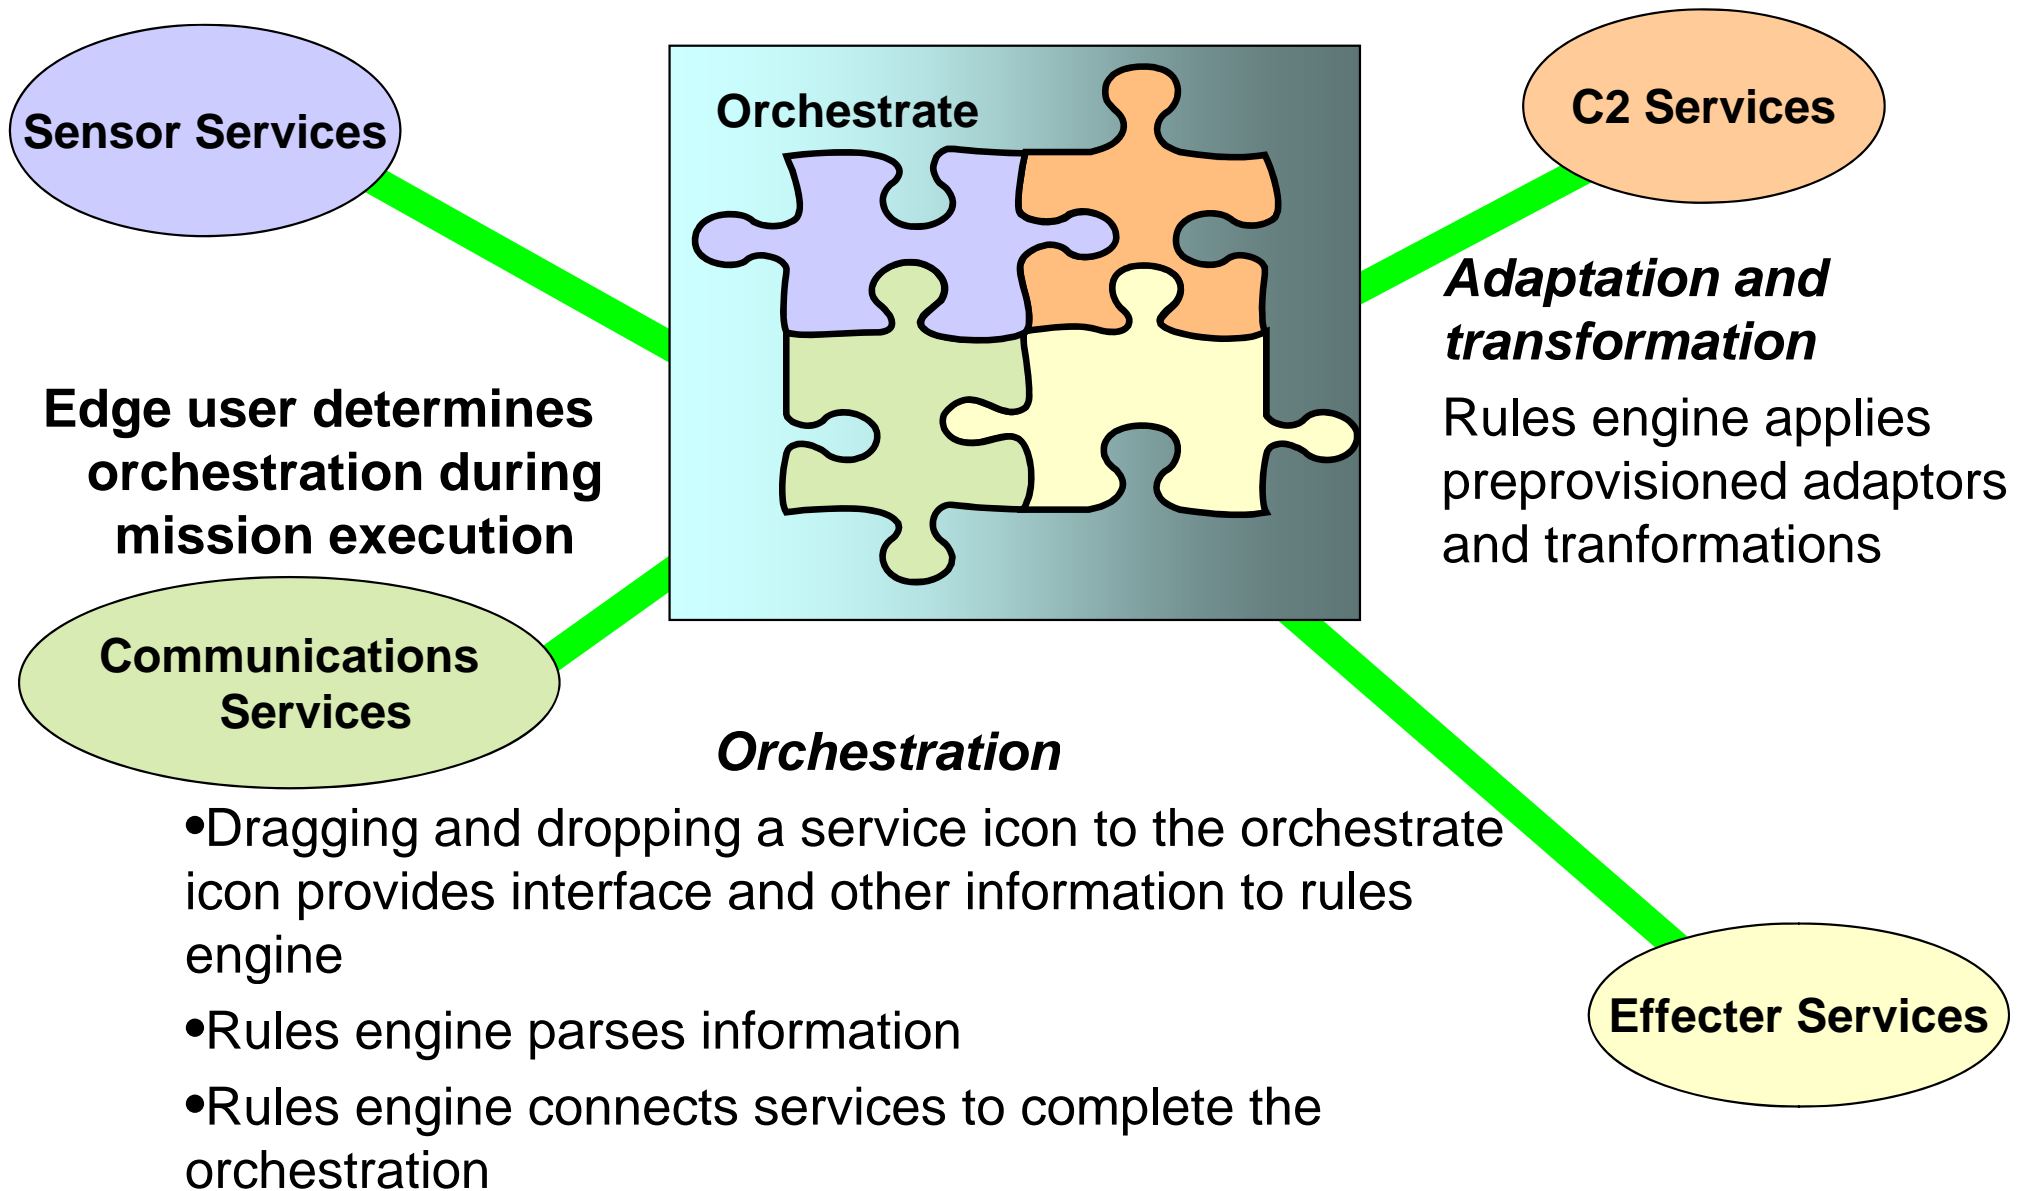 Sensor Services
Orchestrate
C2 Services
Adaptation and
transformation
Rules engine applies
preprovisioned adaptors
and tranformations
Edge user determines
orchestration during
mission execution
Communications
Services
Orchestration
•Dragging and dropping a service icon to the orchestrate
icon provides interface and other information to rules
engine
•Rules engine parses information
•Rules engine connects services to complete the
orchestration
Effecter Services